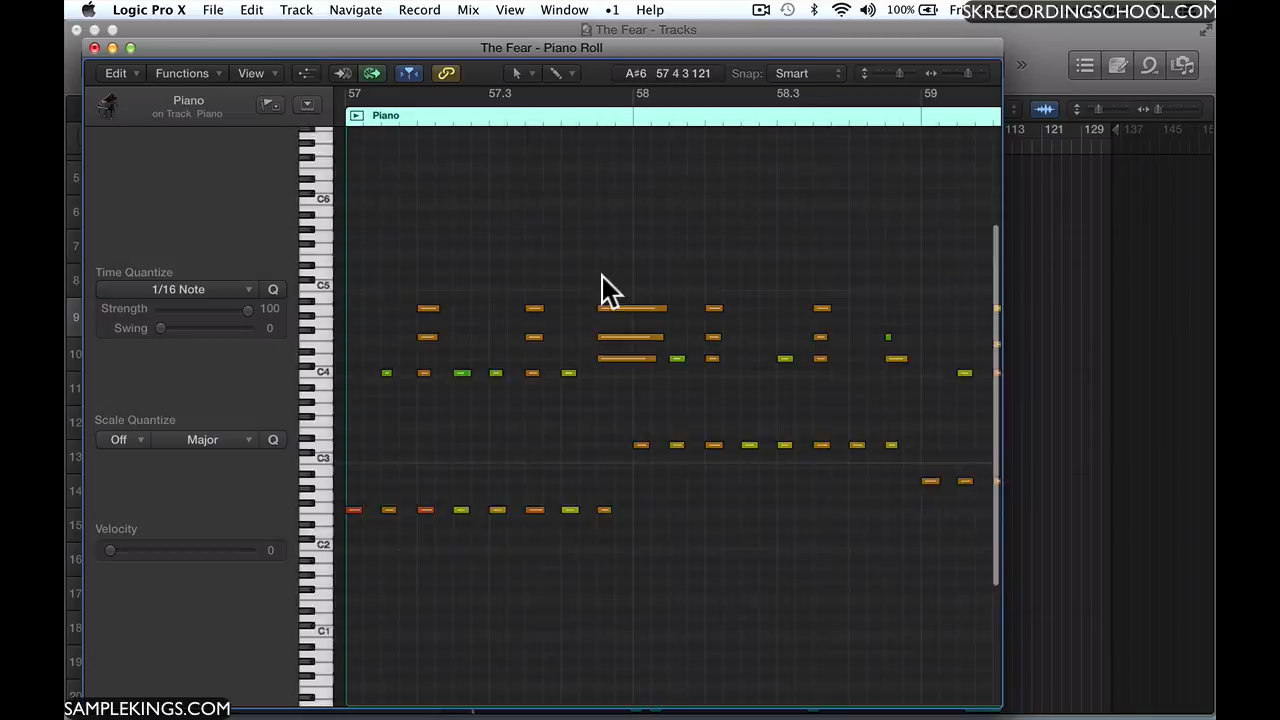 Logic Pro X File Edit Track Navigate Record Mix View Window •1 Help 100%
SKRECORDINGSCHOOL.COM
The Fear - Tracks
The Fear - Piano Roll
Edit Functions View A#6 57 4 3 121 Snap: Smart
Piano
on Track Piano
57 57.3 58 58.3 59
Piano
113 121 129 137 145
5
6
7
8
9
10
11
12
13
14
15
16
17
18
19
C6
C5
C4
C3
C2
C1
Time Quantize
1/16 Note Q
Strength 100
Swing 0
Scale Quantize
Off Major Q
Velocity
0
SAMPLEKINGS.COM